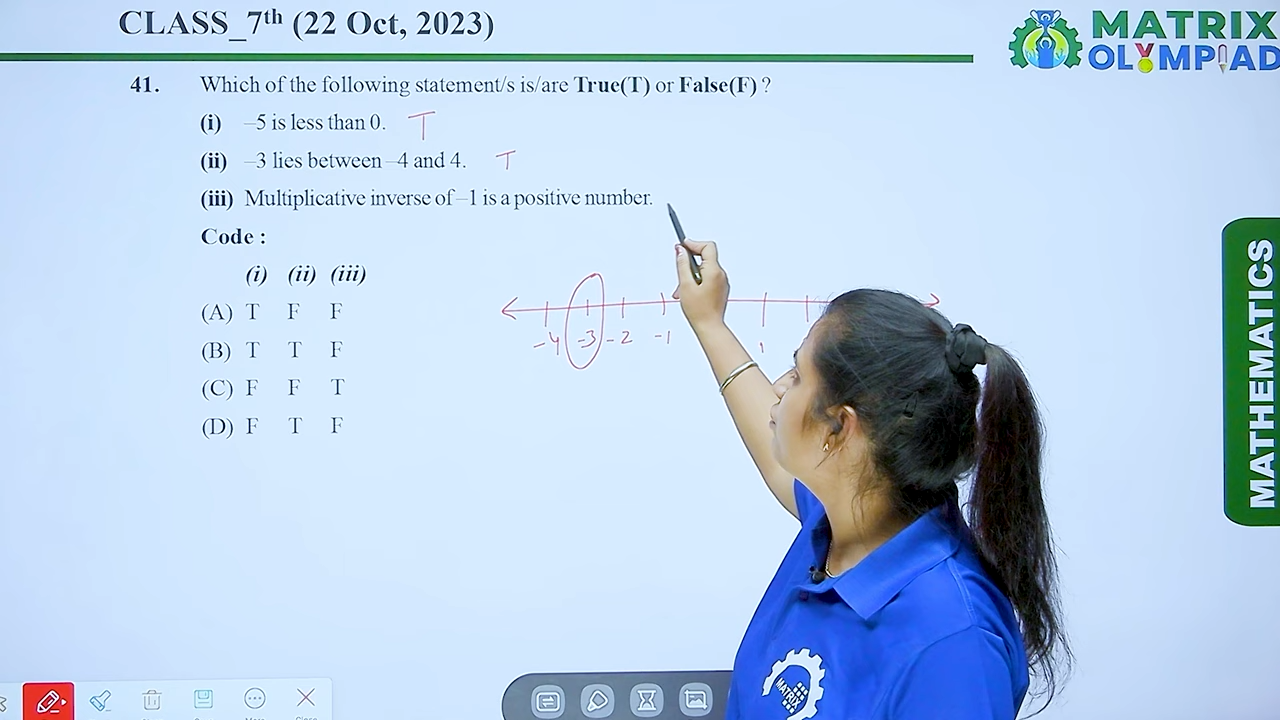 CLASS_7th (22 Oct, 2023)
MATRIX
OLYMPIAD
41. Which of the following statement/s is/are True(T) or False(F) ?
(i) –5 is less than 0. T
(ii) –3 lies between –4 and 4. T
(iii) Multiplicative inverse of –1 is a positive number.
Code :
(i) (ii) (iii)
(A) T F F
(B) T T F
(C) F F T
(D) F T F
-4 -3 -2 -1 1
MATHEMATICS
MATRIX